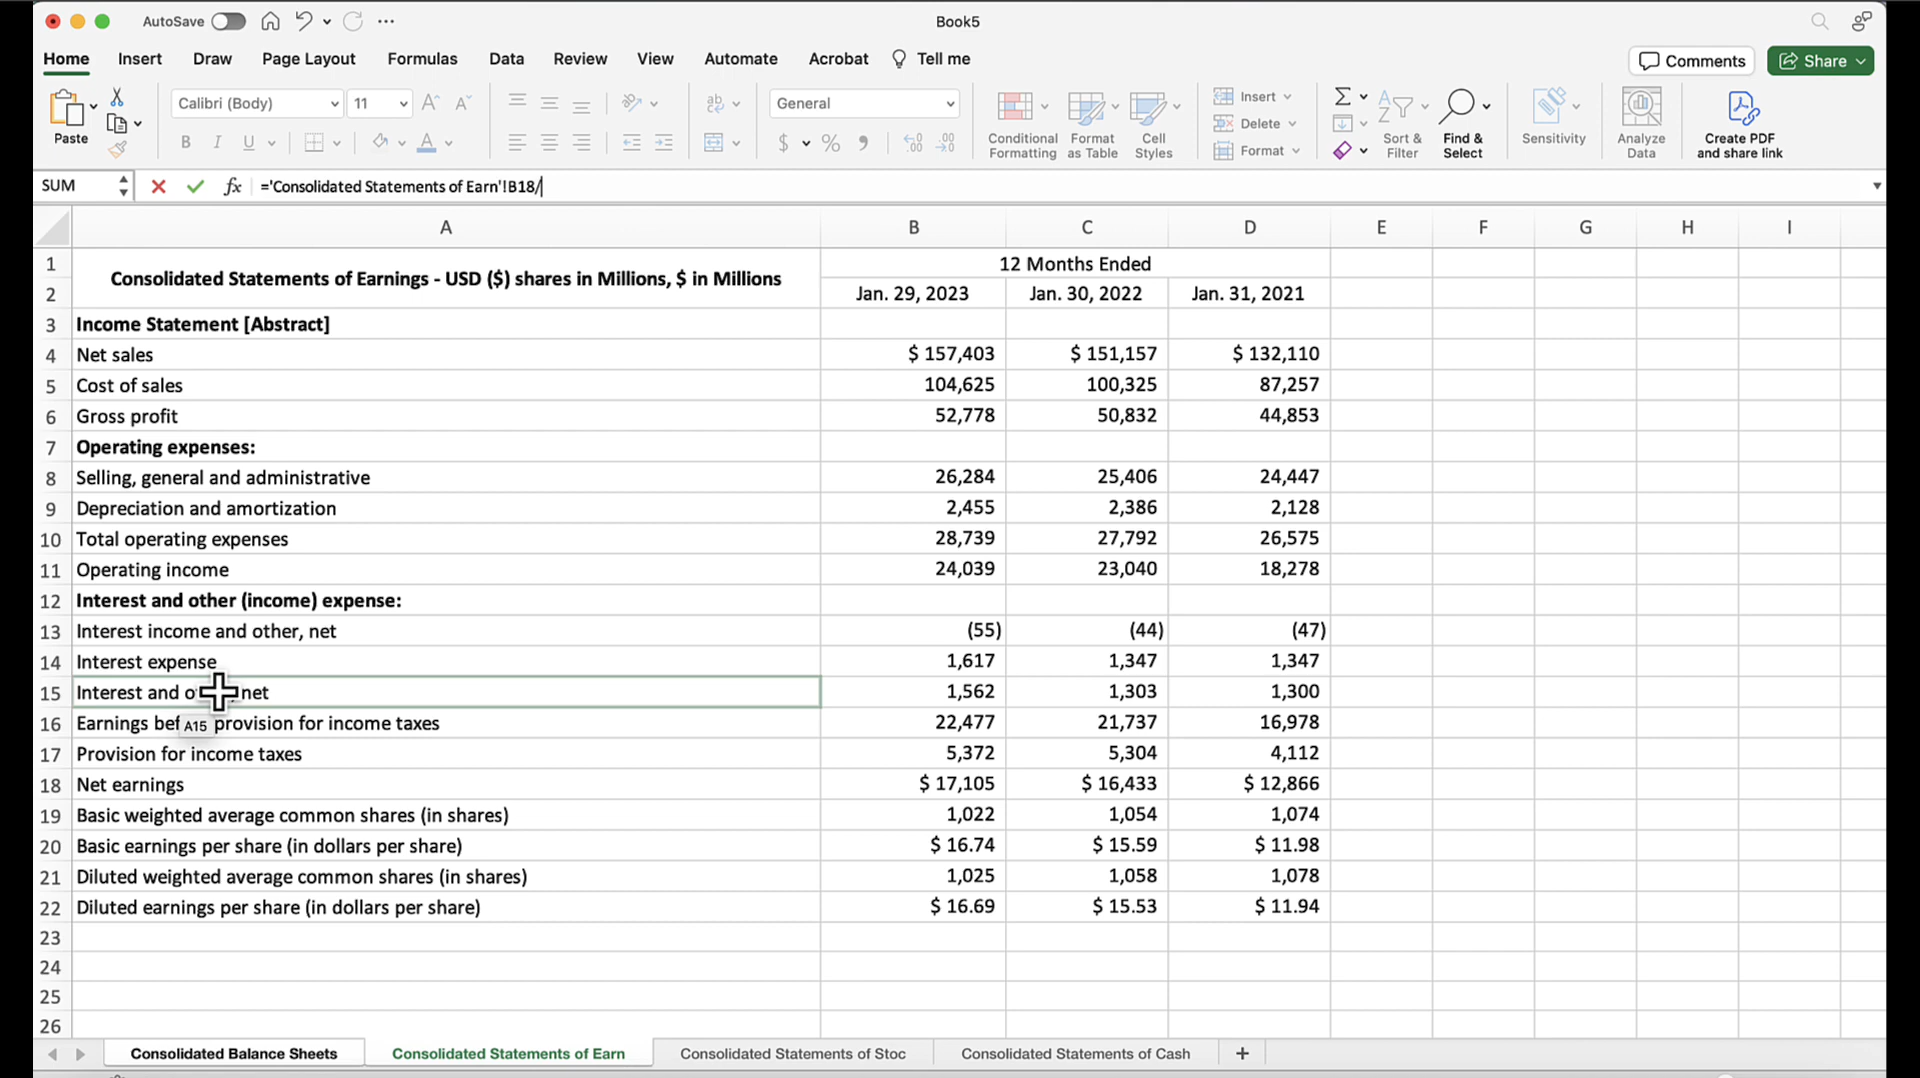 AutoSave
Book5
Home Insert Draw Page Layout Formulas Data Review View Automate Acrobat Tell me Comments Share
Paste
Calibri (Body) 11
B I U
ab
General
$ % 9
Conditional Formatting
Format as Table
Cell Styles
Insert
Delete
Format
Sort & Filter
Find & Select
Sensitivity
Analyze Data
Create PDF and share link
SUM fx ='Consolidated Statements of Earn'!B18/
A B C D E F G H I
1 Consolidated Statements of Earnings - USD ($) shares in Millions, $ in Millions 12 Months Ended
2 Jan. 29, 2023 Jan. 30, 2022 Jan. 31, 2021
3 Income Statement [Abstract]
4 Net sales $ 157,403 $ 151,157 $ 132,110
5 Cost of sales 104,625 100,325 87,257
6 Gross profit 52,778 50,832 44,853
7 Operating expenses:
8 Selling, general and administrative 26,284 25,406 24,447
9 Depreciation and amortization 2,455 2,386 2,128
10 Total operating expenses 28,739 27,792 26,575
11 Operating income 24,039 23,040 18,278
12 Interest and other (income) expense:
13 Interest income and other, net (55) (44) (47)
14 Interest expense 1,617 1,347 1,347
15 Interest and net 1,562 1,303 1,300
16 Earnings provision for income taxes 22,477 21,737 16,978
A15
17 Provision for income taxes 5,372 5,304 4,112
18 Net earnings $ 17,105 $ 16,433 $ 12,866
19 Basic weighted average common shares (in shares) 1,022 1,054 1,074
20 Basic earnings per share (in dollars per share) $ 16.74 $ 15.59 $ 11.98
21 Diluted weighted average common shares (in shares) 1,025 1,058 1,078
22 Diluted earnings per share (in dollars per share) $ 16.69 $ 15.53 $ 11.94
23
24
25
26
Consolidated Balance Sheets Consolidated Statements of Earn Consolidated Statements of Stoc Consolidated Statements of Cash +